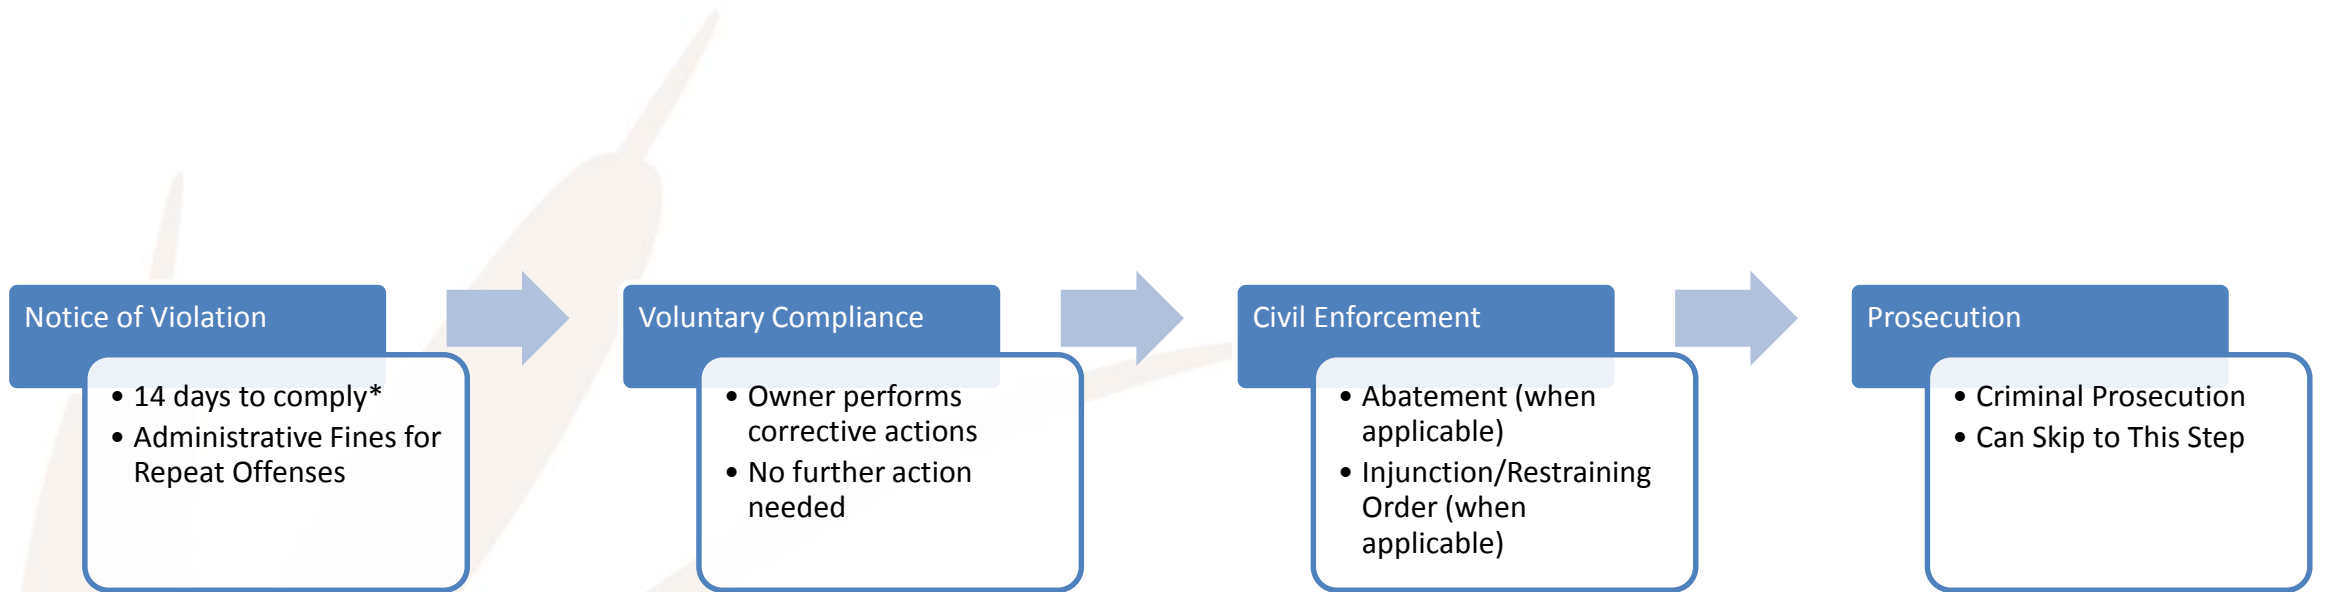 Notice of Violation
• 14 days to comply*
• Administrative Fines for
Repeat Offenses
Voluntary Compliance
• Owner performs
corrective actions
• No further action
needed
Civil Enforcement
• Abatement (when
applicable)
• Injunction/Restraining
Order (when
applicable)
Prosecution
• Criminal Prosecution
• Can Skip to This Step